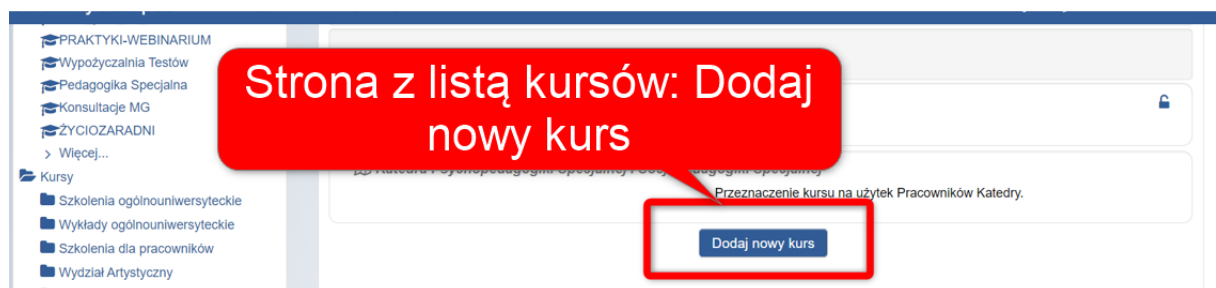 PRAKTYKI-WEBINARIUM
Wypożyczalnia Testów
Pedagogika Specjalna
Konsultacje MG
ŻYCIOZARADNI
> Więcej...
Kursy
Szkolenia ogólnouniwersyteckie
Wykłady ogólnouniwersyteckie
Szkolenia dla pracowników
Wydział Artystyczny
Strona z listą kursów: Dodaj
nowy kurs
Przeznaczenie kursu na użytek Pracowników Katedry.
Dodaj nowy kurs